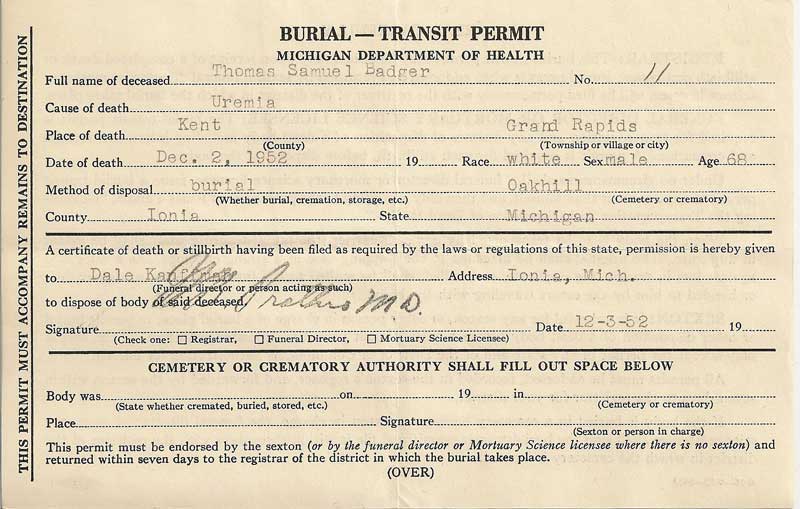 BURIAL — TRANSIT PERMIT
MICHIGAN DEPARTMENT OF HEALTH
Full name of deceased Thomas Samuel Badger No. 11
Cause of death Uremia
Place of death Kent Grand Rapids
(County) (Township or village or city)
Date of death Dec. 2, 1952 19 Race white Sex male Age 68
Method of disposal burial Oakhill
(Whether burial, cremation, storage, etc.) (Cemetery or crematory)
County Ionia State Michigan
A certificate of death or stillbirth having been filed as required by the laws or regulations of this state, permission is hereby given
to Dale Address Ionia, Mich.
(Funeral director or person acting as such)
to dispose of body of said deceased. M.D.
Signature Date 12-3-52 19
(Check one: ☐ Registrar, ☐ Funeral Director, ☐ Mortuary Science Licensee)
CEMETERY OR CREMATORY AUTHORITY SHALL FILL OUT SPACE BELOW
Body was on 19 in
(State whether cremated, buried, stored, etc.) (Cemetery or crematory)
Place Signature
(Sexton or person in charge)
This permit must be endorsed by the sexton (or by the funeral director or Mortuary Science licensee where there is no sexton) and
returned within seven days to the registrar of the district in which the burial takes place.
(OVER)
THIS PERMIT MUST ACCOMPANY REMAINS TO DESTINATION